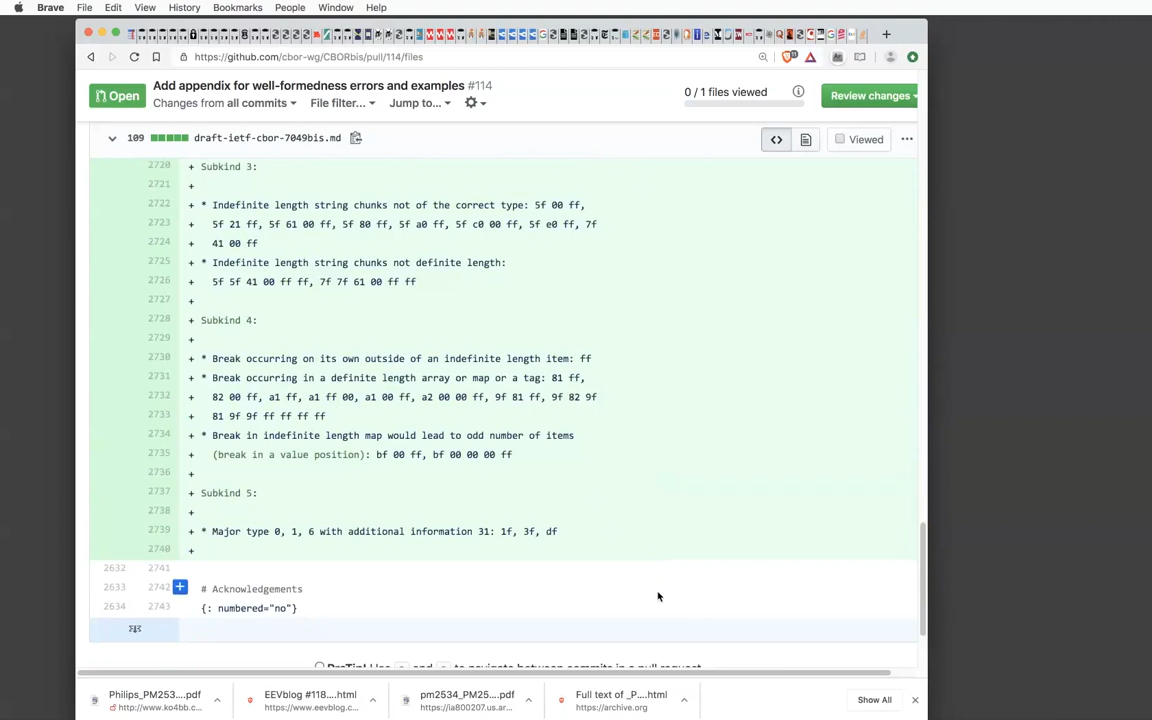 Brave File Edit View History Bookmarks People Window Help
https://github.com/cbor-wg/CBORbis/pull/114/files
Open
Add appendix for well-formedness errors and examples #114
Changes from all commits File filter... Jump to...
0 / 1 files viewed
Review changes
109 draft-ietf-cbor-7049bis.md
Viewed
2720 + Subkind 3:
2721 +
2722 + * Indefinite length string chunks not of the correct type: 5f 00 ff,
2723 + 5f 21 ff, 5f 61 00 ff, 5f 80 ff, 5f a0 ff, 5f c0 00 ff, 5f e0 ff, 7f
2724 + 41 00 ff
2725 + * Indefinite length string chunks not definite length:
2726 + 5f 5f 41 00 ff ff, 7f 7f 61 00 ff ff
2727 +
2728 + Subkind 4:
2729 +
2730 + * Break occurring on its own outside of an indefinite length item: ff
2731 + * Break occurring in a definite length array or map or a tag: 81 ff,
2732 + 82 00 ff, a1 ff, a1 ff 00, a1 00 ff, a2 00 00 ff, 9f 81 ff, 9f 82 9f
2733 + 81 9f 9f ff ff ff ff
2734 + * Break in indefinite length map would lead to odd number of items
2735 + (break in a value position): bf 00 ff, bf 00 00 00 ff
2736 +
2737 + Subkind 5:
2738 +
2739 + * Major type 0, 1, 6 with additional information 31: 1f, 3f, df
2740 +
2632 2741
2633 2742 + # Acknowledgements
2634 2743 {: numbered="no"}
ProTip! Use and to navigate between commits in a pull request.
Philips_PM253....pdf
http://www.ko4bb.c...
EEVblog #118....html
https://www.eevblog.c...
pm2534_PM25....pdf
https://ia800207.us.ar...
Full text of _P....html
https://archive.org
Show All